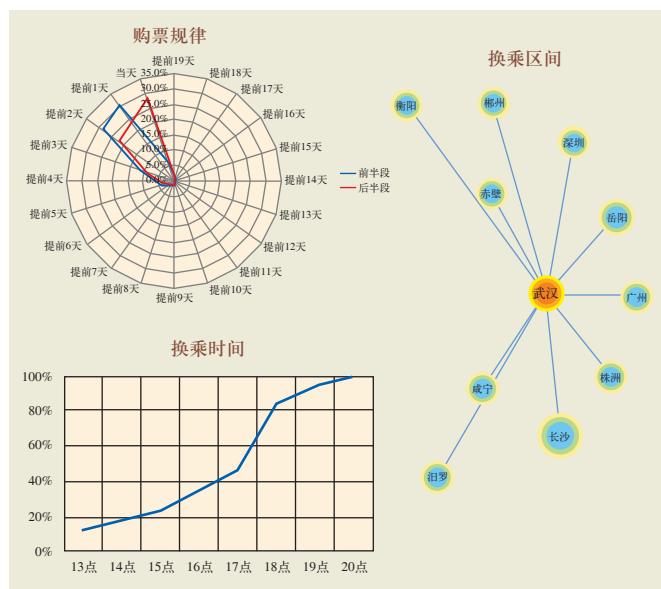 购票规律
提前19天
当天
提前18天
提前1天
提前17天
提前2天
提前16天
提前3天
提前15天
提前4天
提前14天
提前5天
提前13天
提前6天
提前12天
提前7天
提前11天
提前8天
提前10天
提前9天
35.0%
30.0%
25.0%
20.0%
15.0%
10.0%
5.0%
0.0%
前半段
后半段
换乘区间
衡阳
郴州
深圳
赤壁
岳阳
武汉
广州
咸宁
株洲
长沙
汨罗
换乘时间
100%
80%
60%
40%
20%
0%
13点 14点 15点 16点 17点 18点 19点 20点